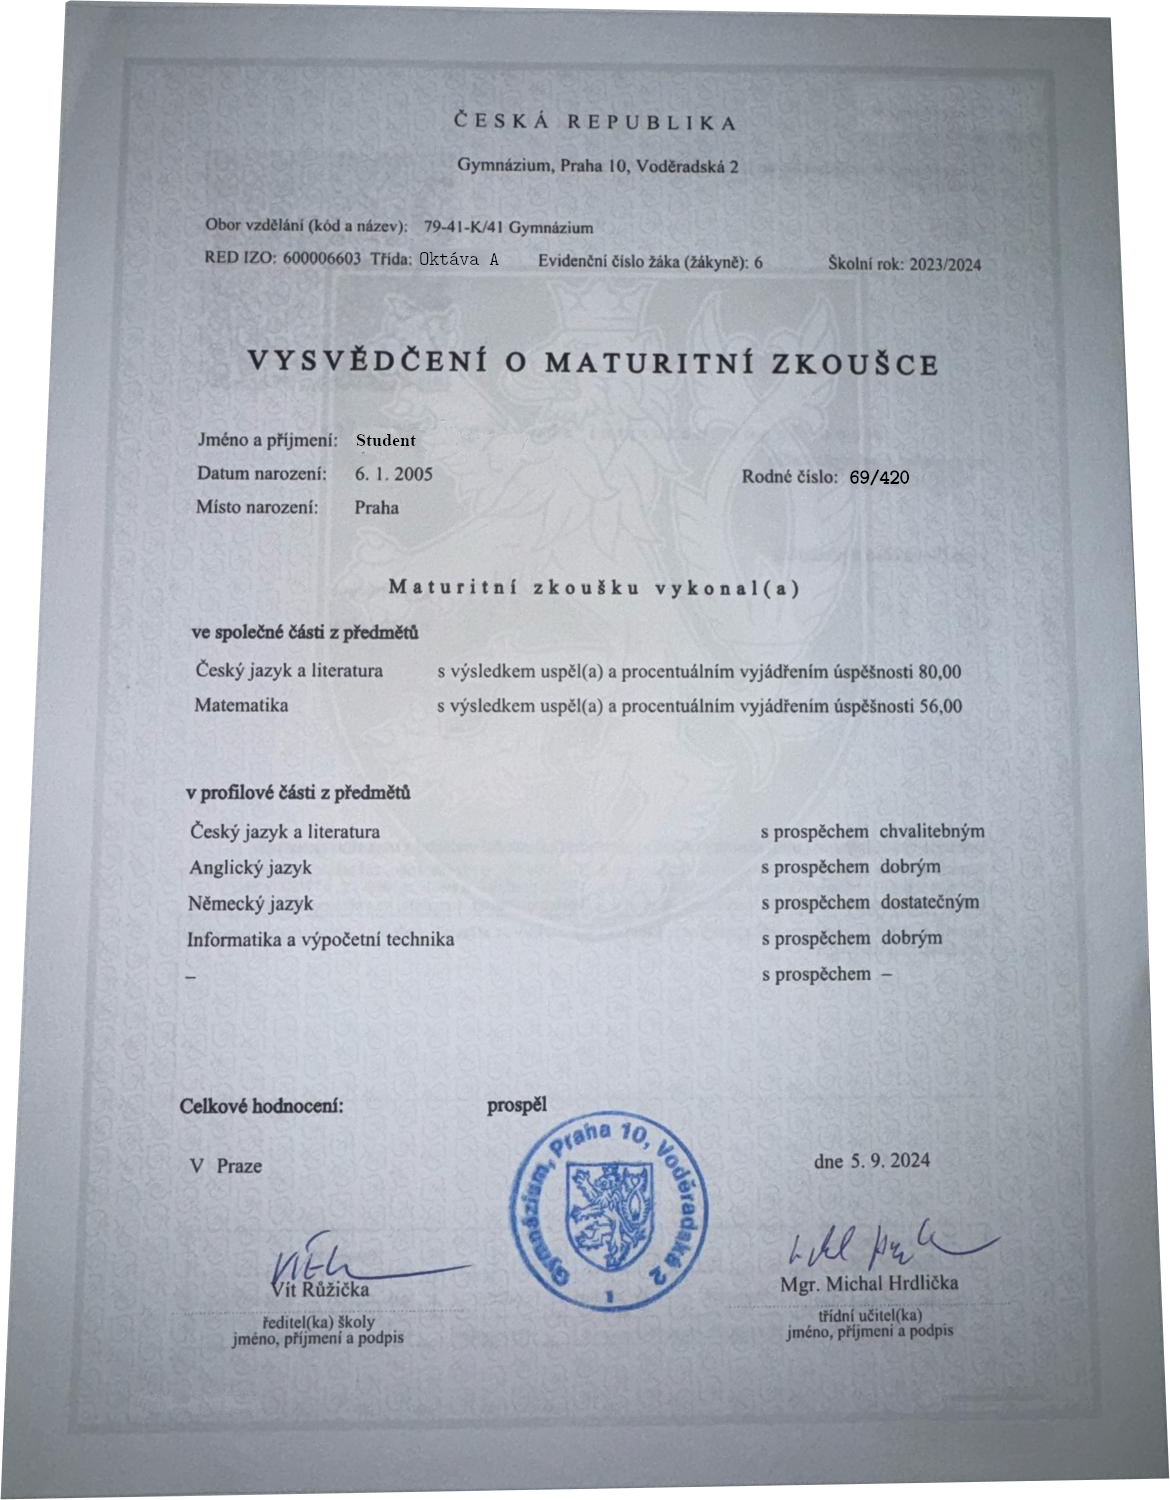 ČESKÁ REPUBLIKA
Gymnázium, Praha 10, Voděradská 2
Obor vzdělání (kód a název): 79-41-K/41 Gymnázium
RED IZO: 600006603 Třída: Oktáva A Evidenční číslo žáka (žákyně): 6 Školní rok: 2023/2024
VYSVĚDČENÍ O MATURITNÍ ZKOUŠCE
Jméno a příjmení: Student
Datum narození: 6. 1. 2005 Rodné číslo: 69/420
Místo narození: Praha
Maturitní zkoušku vykonal(a)
ve společné části z předmětů
Český jazyk a literatura s výsledkem uspěl(a) a procentuálním vyjádřením úspěšnosti 80,00
Matematika s výsledkem uspěl(a) a procentuálním vyjádřením úspěšnosti 56,00
v profilové části z předmětů
Český jazyk a literatura s prospěchem chvalitebným
Anglický jazyk s prospěchem dobrým
Německý jazyk s prospěchem dostatečným
Informatika a výpočetní technika s prospěchem dobrým
– s prospěchem –
Celkové hodnocení: prospěl
V Praze dne 5. 9. 2024
Gymnázium, Praha 10, Voděradská 2
1
Vít Růžička Mgr. Michal Hrdlička
ředitel(ka) školy třídní učitel(ka)
jméno, příjmení a podpis jméno, příjmení a podpis